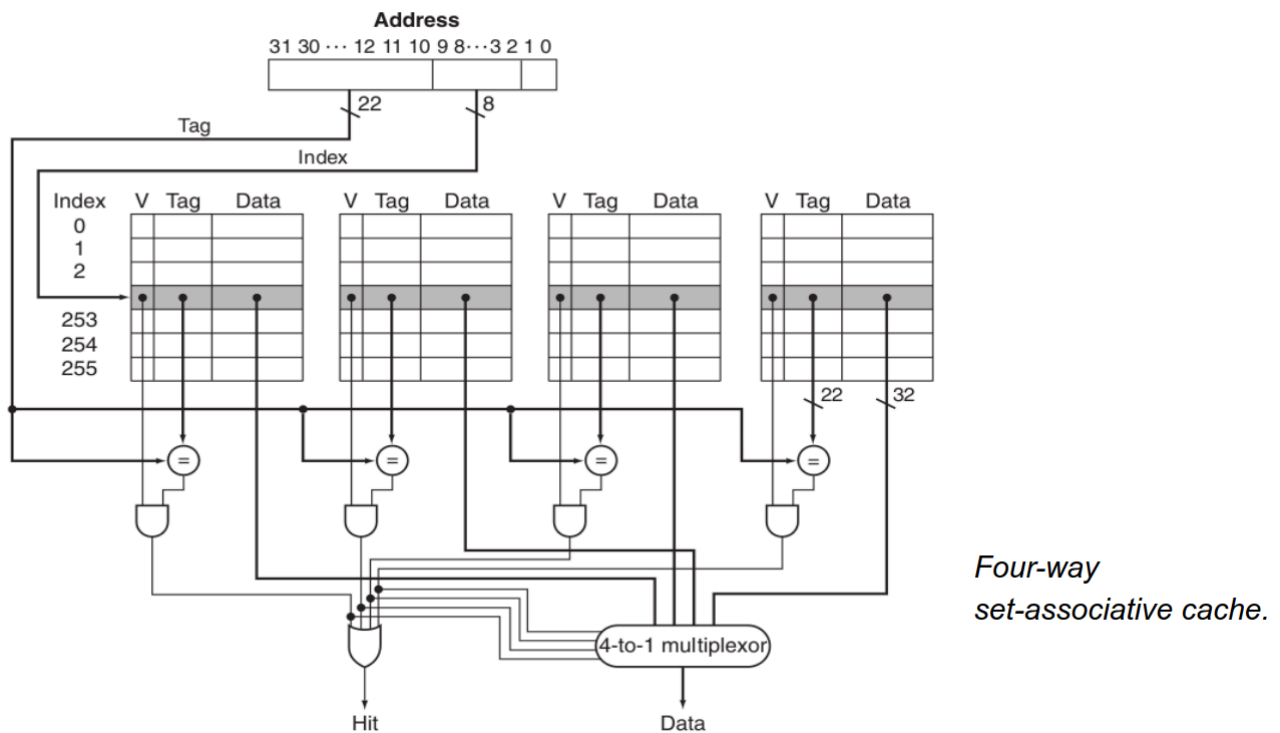 Address
31 30 ··· 12 11 10 9 8···3 2 1 0
22
8
Tag
Index
Index
V Tag Data
V Tag Data
V Tag Data
V Tag Data
0
1
2
253
254
255
22
32
=
=
=
=
4-to-1 multiplexor
Hit
Data
Four-way
set-associative cache.